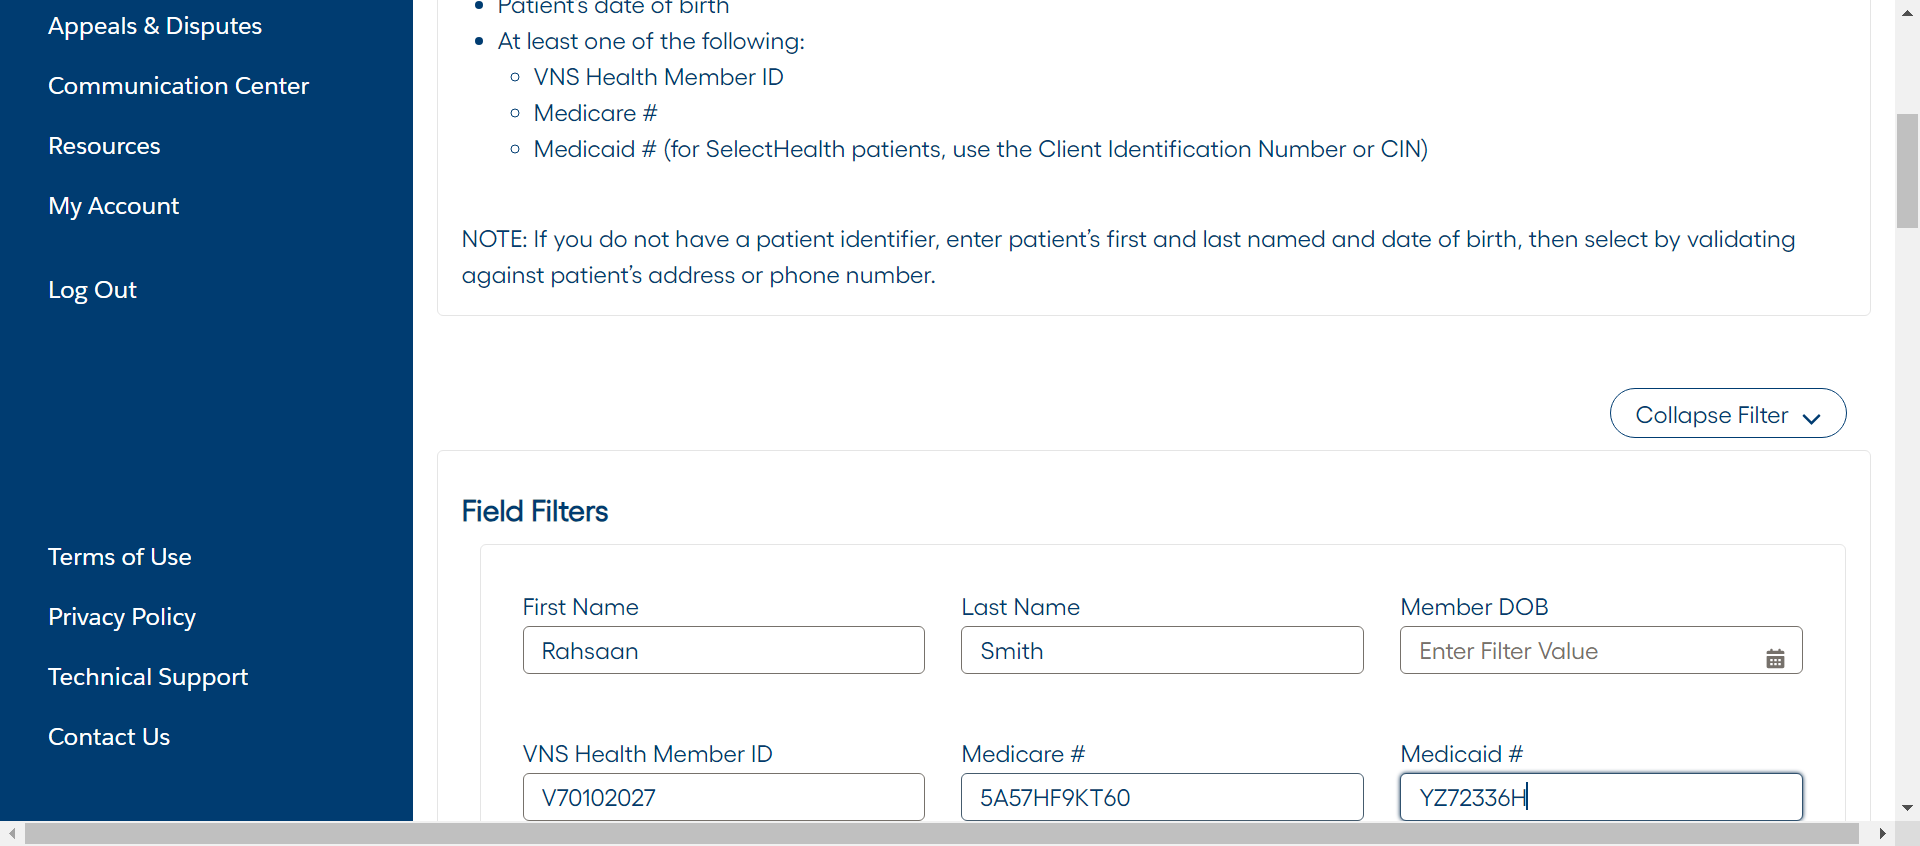 Appeals & Disputes
Communication Center
Resources
My Account
Log Out
Terms of Use
Privacy Policy
Technical Support
Contact Us
Patient's date of birth
At least one of the following:
VNS Health Member ID
Medicare #
Medicaid # (for SelectHealth patients, use the Client Identification Number or CIN)
NOTE: If you do not have a patient identifier, enter patient's first and last named and date of birth, then select by validating
against patient's address or phone number.
Collapse Filter
Field Filters
First Name
Last Name
Member DOB
Rahsaan
Smith
Enter Filter Value
VNS Health Member ID
Medicare #
Medicaid #
V70102027
5A57HF9KT60
YZ72336H